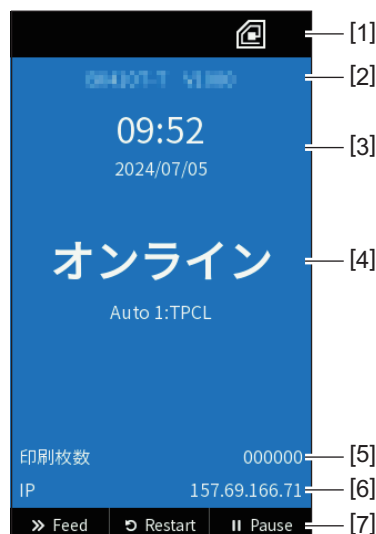 [1]
[2]
09:52
[3]
2024/07/05
オンライン
[4]
Auto 1:TPCL
印刷枚数 000000
[5]
IP 157.69.166.71
[6]
Feed Restart Pause
[7]